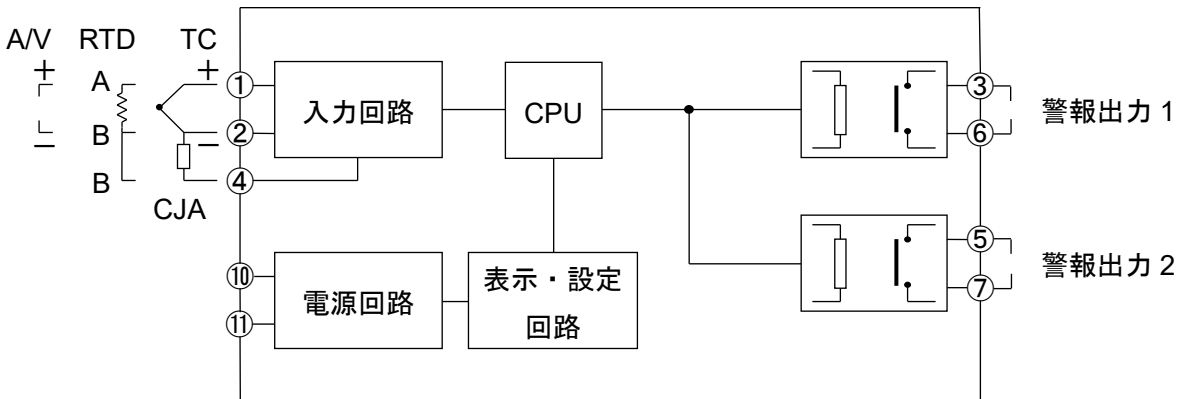 A/V RTD TC
+ +
A ① 入力回路 CPU ③ 警報出力 1
B − ② ⑥
−
B ④
CJA
⑤ 警報出力 2
⑩ 電源回路 表示・設定
回路 ⑦
⑪